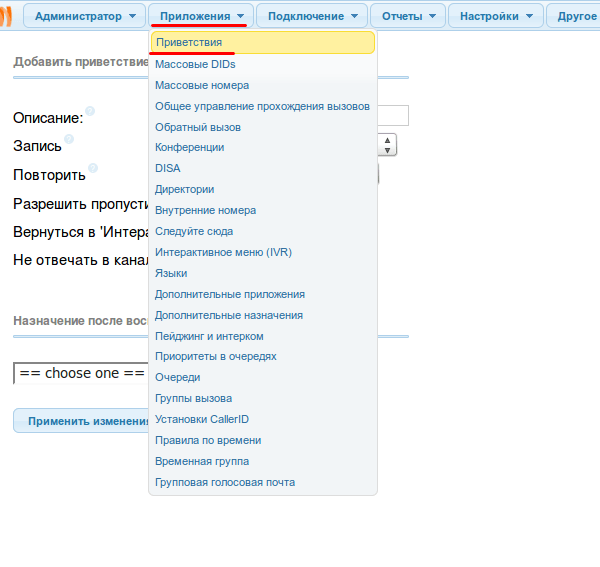 Администратор Приложения Подключение Отчеты Настройки Другое
Добавить приветствие
Описание:
Запись
Повторить
Разрешить пропусти
Вернуться в 'Интера
Не отвечать в канал
Назначение после вос
== choose one ==
Применить изменения
Приветствия
Массовые DIDs
Массовые номера
Общее управление прохождения вызовов
Обратный вызов
Конференции
DISA
Директории
Внутренние номера
Следуйте сюда
Интерактивное меню (IVR)
Языки
Дополнительные приложения
Дополнительные назначения
Пейджинг и интерком
Приоритеты в очередях
Очереди
Группы вызова
Установки CallerID
Правила по времени
Временная группа
Групповая голосовая почта